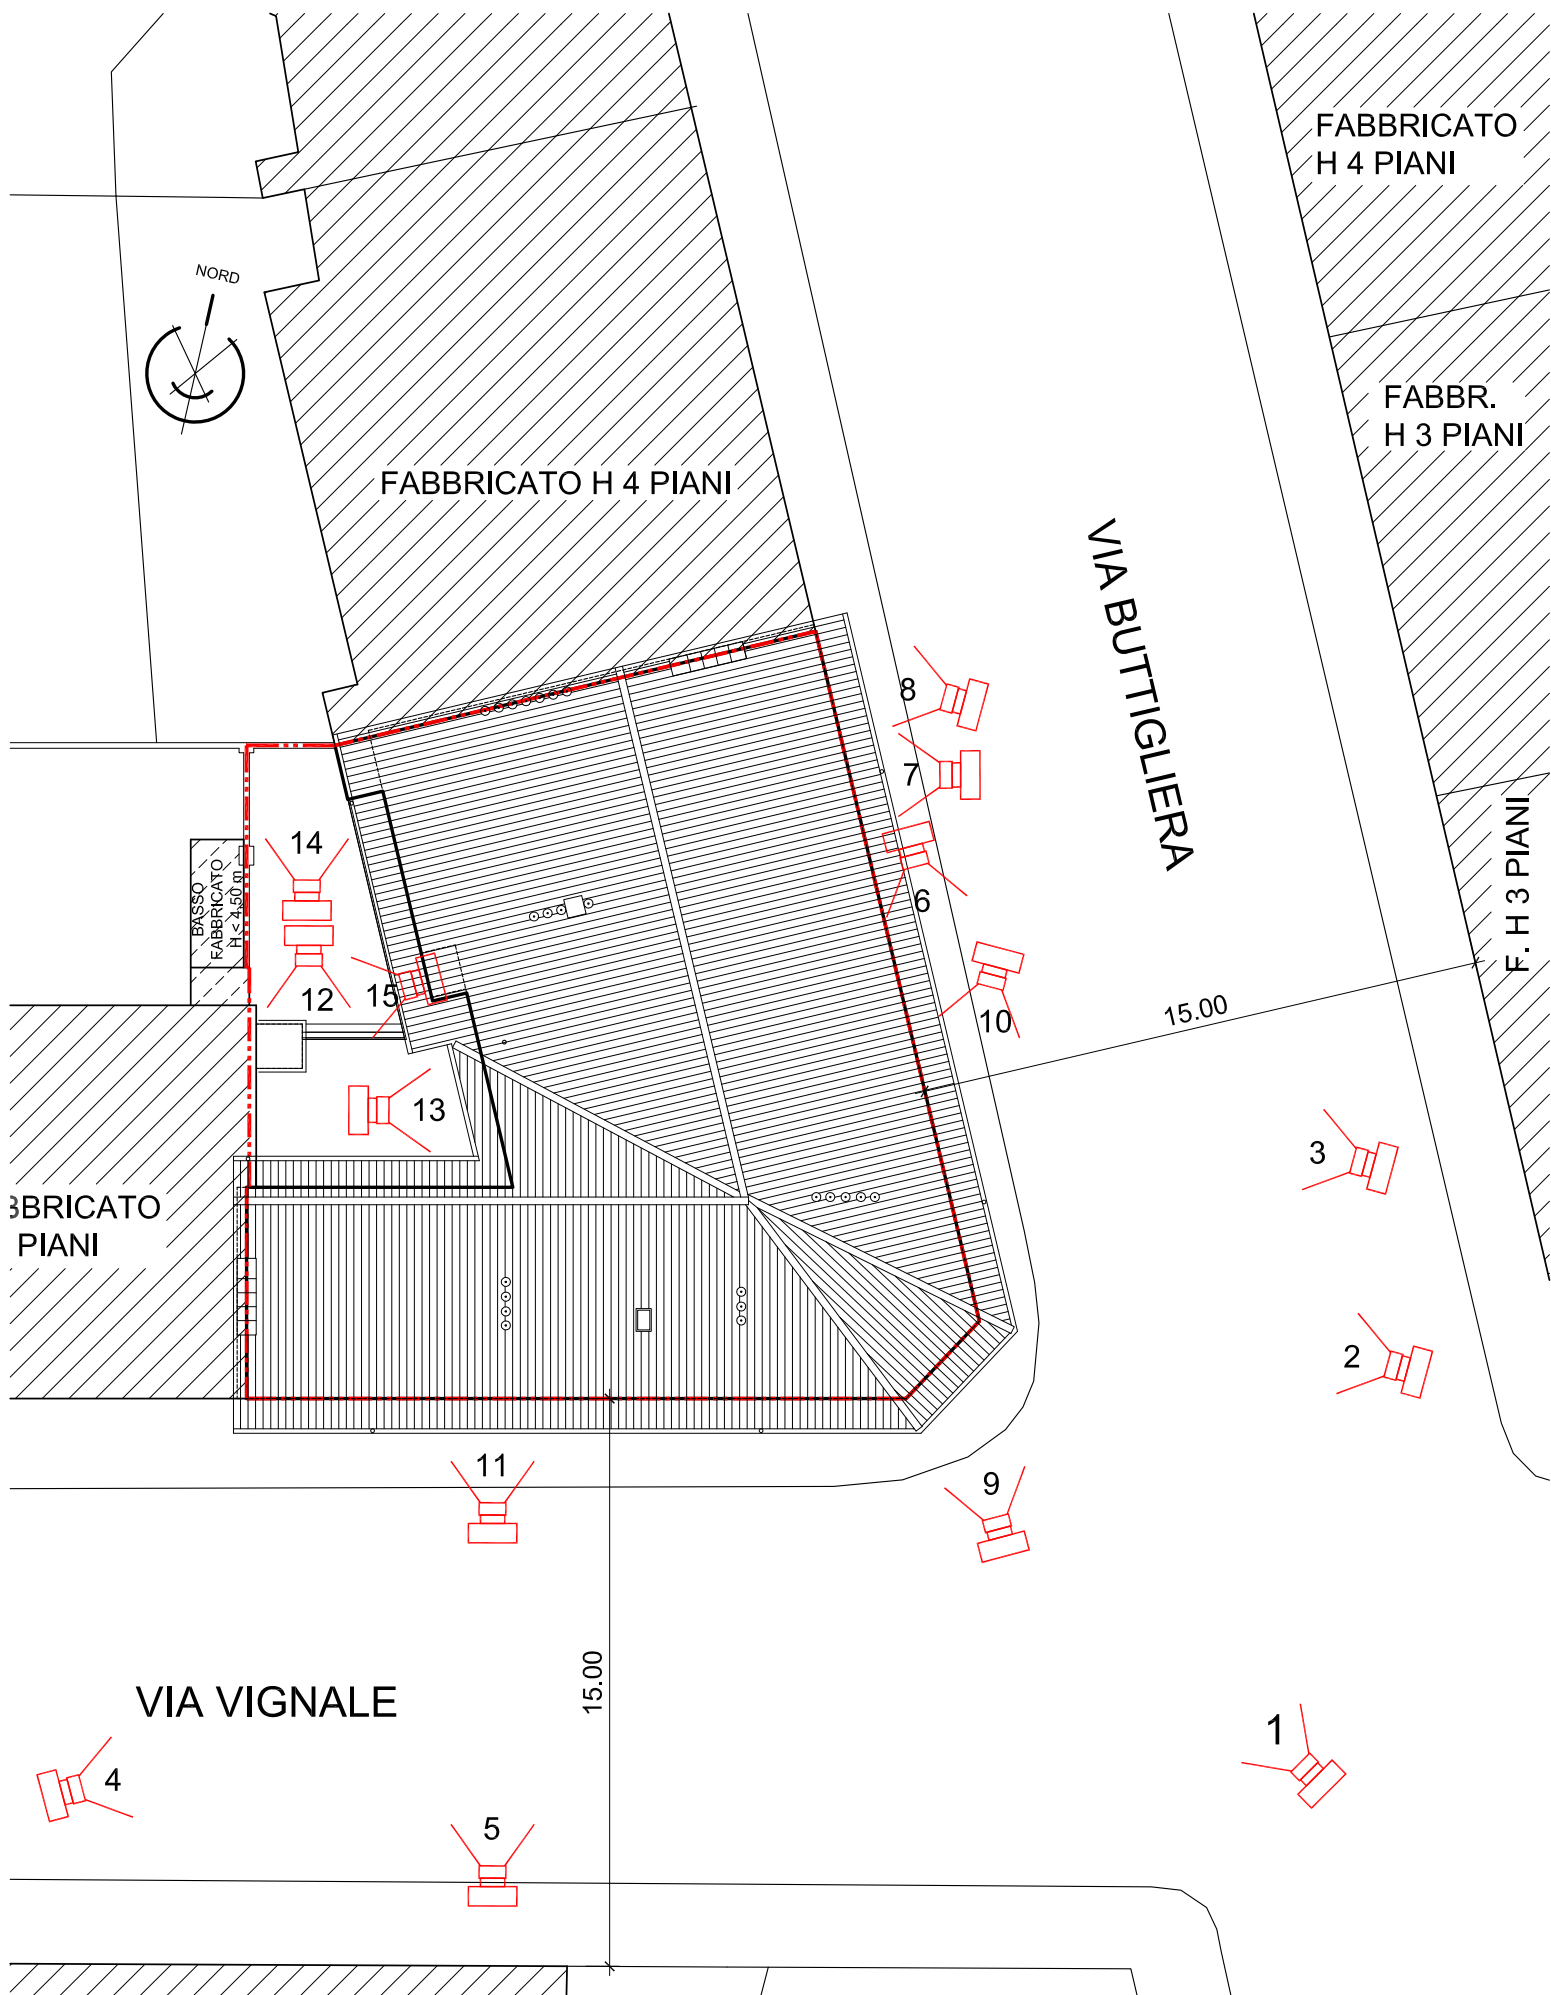 FABBRICATO
H 4 PIANI
NORD
FABBR.
H 3 PIANI
FABBRICATO H 4 PIANI
VIA BUTTIGLIERA
8
7
F. H 3 PIANI
14
BASSO
FABBRICATO
H < 4,50 m
6
15
12
10
15.00
13
3
BBRICATO
PIANI
2
11
9
15.00
VIA VIGNALE
1
4
5